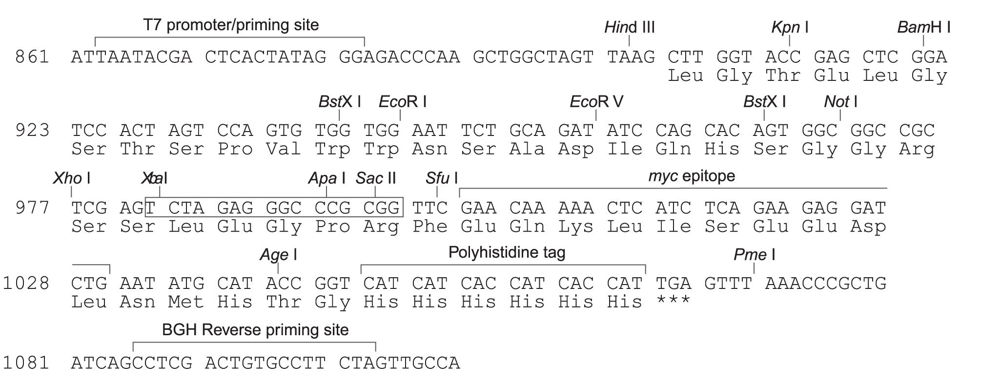 T7 promoter/priming site
Hind III Kpn I BamH I
861 ATTAATACGA CTCACTATAG GGAGACCCAA GCTGGCTAGT TAAG CTT GGT ACC GAG CTC GGA
Leu Gly Thr Glu Leu Gly
BstX I EcoR I EcoR V BstX I Not I
923 TCC ACT AGT CCA GTG TGG TGG AAT TCT GCA GAT ATC CAG CAC AGT GGC GGC CGC
Ser Thr Ser Pro Val Trp Trp Asn Ser Ala Asp Ile Gln His Ser Gly Gly Arg
Xho I XbaI Apa I Sac II Sfu I myc epitope
977 TCG AGT CTA GAG GGC CCG CGG TTC GAA CAA AAA CTC ATC TCA GAA GAG GAT
Ser Ser Leu Glu Gly Pro Arg Phe Glu Gln Lys Leu Ile Ser Glu Glu Asp
Age I Polyhistidine tag Pme I
1028 CTG AAT ATG CAT ACC GGT CAT CAT CAC CAT CAC CAT TGA GTTT AAACCCGCTG
Leu Asn Met His Thr Gly His His His His His His ***
BGH Reverse priming site
1081 ATCAGCCTCG ACTGTGCCTT CTAGTTGCCA